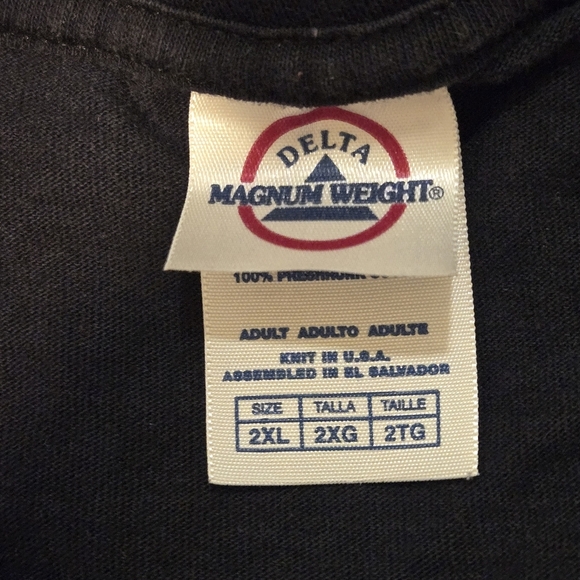 DELTA
MAGNUM WEIGHT®
100% PRESHRUNK
ADULT ADULTO ADULTE
KNIT IN U.S.A.
ASSEMBLED IN EL SALVADOR
SIZE TALLA TAILLE
2XL 2XG 2TG